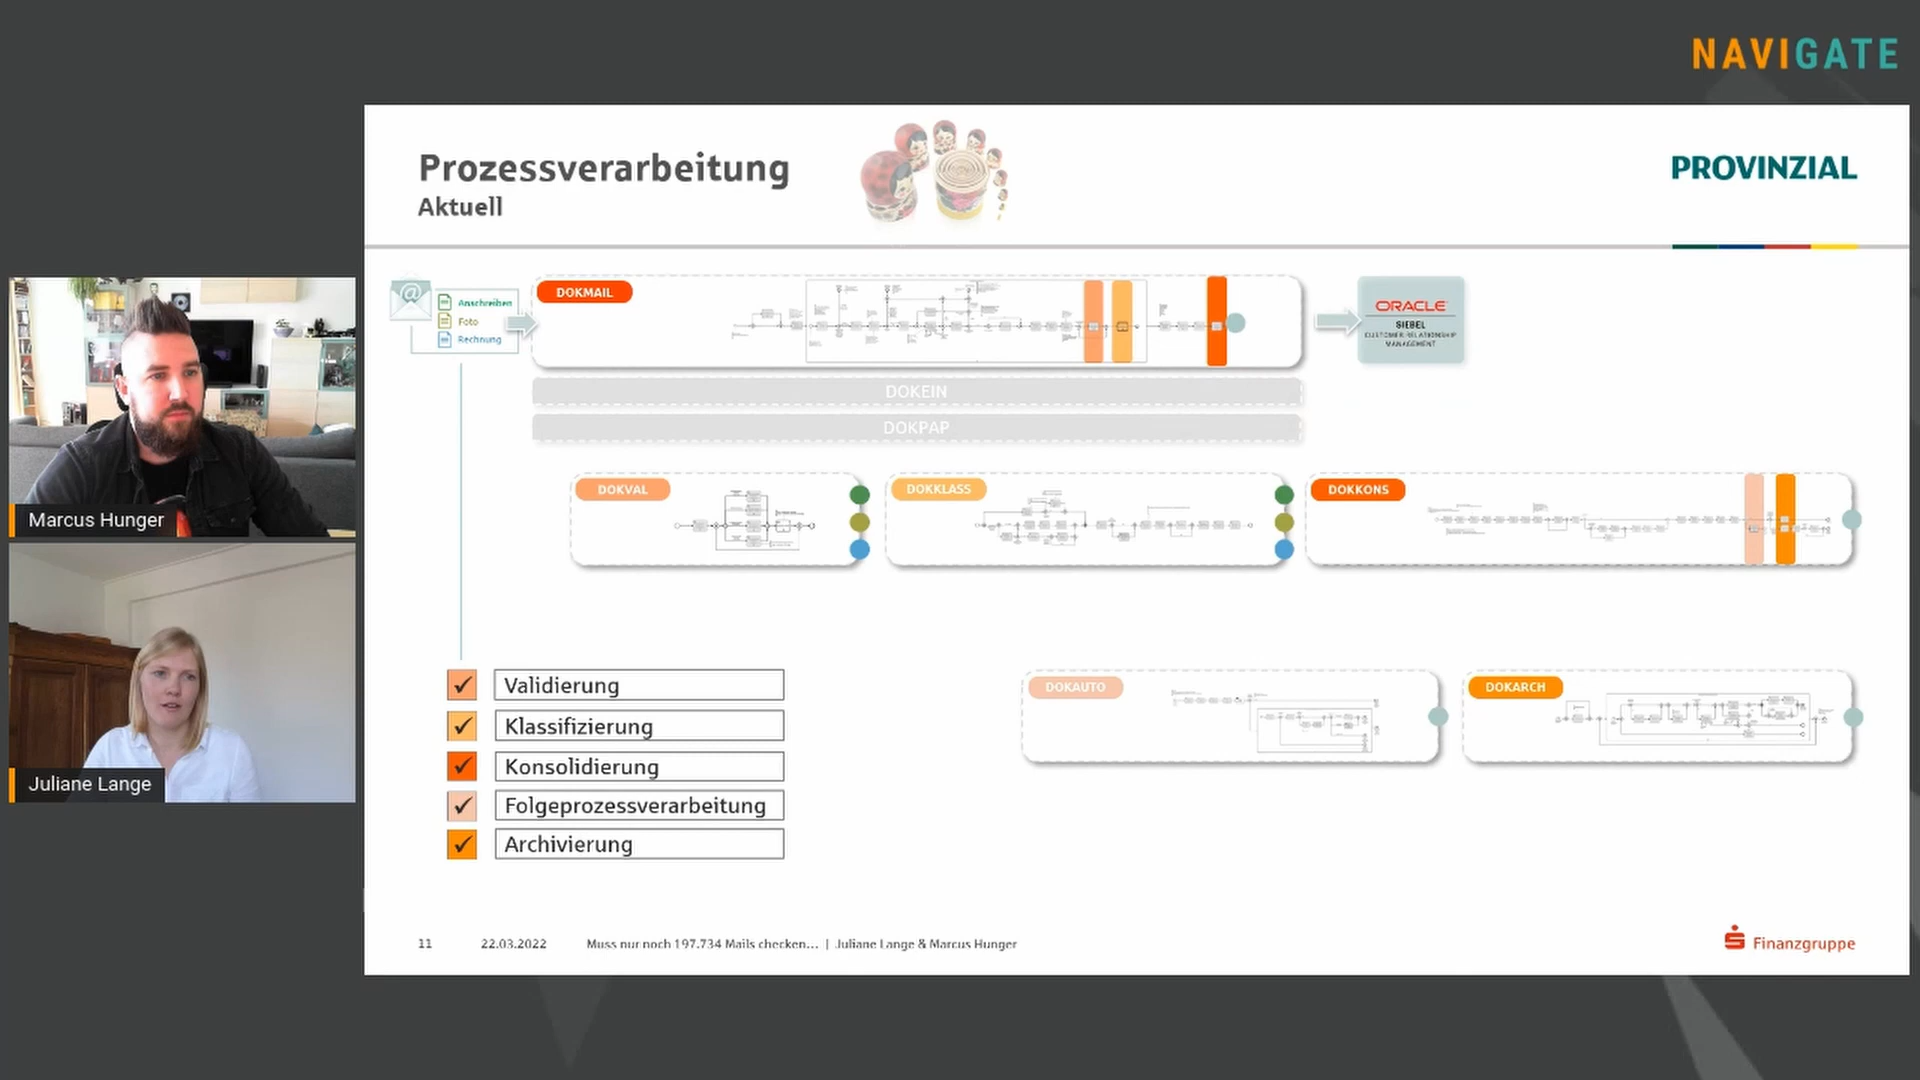 NAVIGATE
Prozessverarbeitung
Aktuell
PROVINZIAL
Anschreiben
Foto
Rechnung
DOKMAIL
ORACLE
SIEBEL
CUSTOMER RELATIONSHIP
MANAGEMENT
DOKEIN
DOKPAP
DOKVAL
DOKKLASS
DOKKONS
Marcus Hunger
Juliane Lange
Validierung
Klassifizierung
Konsolidierung
Folgeprozessverarbeitung
Archivierung
DOKAUTO
DOKARCH
11 22.03.2022 Muss nur noch 197.734 Mails checken... | Juliane Lange & Marcus Hunger
Finanzgruppe